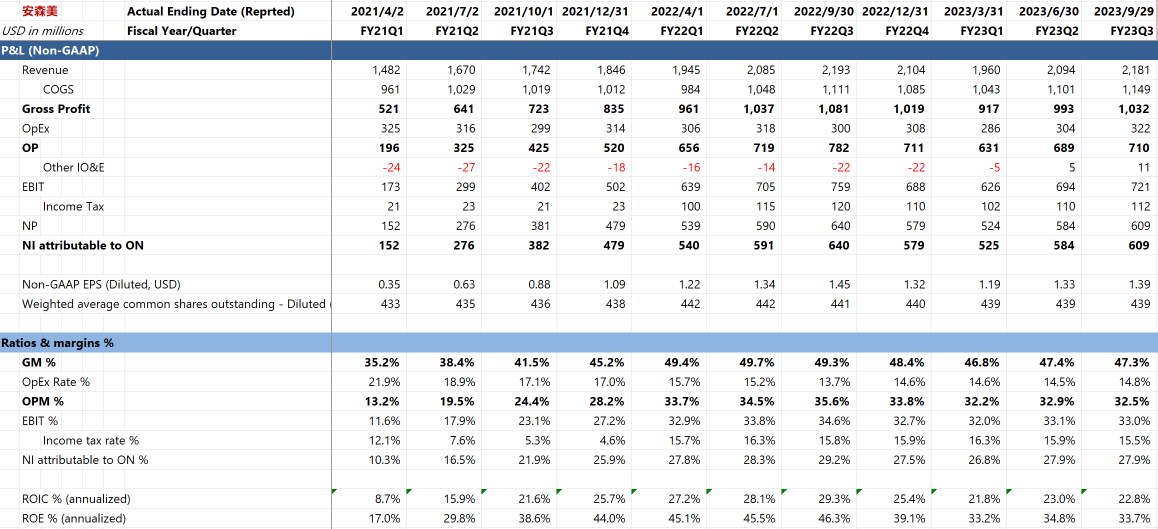 安森美 Actual Ending Date (Reprted) 2021/4/2 2021/7/2 2021/10/1 2021/12/31 2022/4/1 2022/7/1 2022/9/30 2022/12/31 2023/3/31 2023/6/30 2023/9/29
USD in millions Fiscal Year/Quarter FY21Q1 FY21Q2 FY21Q3 FY21Q4 FY22Q1 FY22Q2 FY22Q3 FY22Q4 FY23Q1 FY23Q2 FY23Q3
P&L (Non-GAAP)
Revenue 1,482 1,670 1,742 1,846 1,945 2,085 2,193 2,104 1,960 2,094 2,181
COGS 961 1,029 1,019 1,012 984 1,048 1,111 1,085 1,043 1,101 1,149
Gross Profit 521 641 723 835 961 1,037 1,081 1,019 917 993 1,032
OpEx 325 316 299 314 306 318 300 308 286 304 322
OP 196 325 425 520 656 719 782 711 631 689 710
Other IO&E -24 -27 -22 -18 -16 -14 -22 -22 -5 5 11
EBIT 173 299 402 502 639 705 759 688 626 694 721
Income Tax 21 23 21 23 100 115 120 110 102 110 112
NP 152 276 381 479 539 590 640 579 524 584 609
NI attributable to ON 152 276 382 479 540 591 640 579 525 584 609
Non-GAAP EPS (Diluted, USD) 0.35 0.63 0.88 1.09 1.22 1.34 1.45 1.32 1.19 1.33 1.39
Weighted average common shares outstanding - Diluted ( 433 435 436 438 442 442 441 440 439 439 439
Ratios & margins %
GM % 35.2% 38.4% 41.5% 45.2% 49.4% 49.7% 49.3% 48.4% 46.8% 47.4% 47.3%
OpEx Rate % 21.9% 18.9% 17.1% 17.0% 15.7% 15.2% 13.7% 14.6% 14.6% 14.5% 14.8%
OPM % 13.2% 19.5% 24.4% 28.2% 33.7% 34.5% 35.6% 33.8% 32.2% 32.9% 32.5%
EBIT % 11.6% 17.9% 23.1% 27.2% 32.9% 33.8% 34.6% 32.7% 32.0% 33.1% 33.0%
Income tax rate % 12.1% 7.6% 5.3% 4.6% 15.7% 16.3% 15.8% 15.9% 16.3% 15.9% 15.5%
NI attributable to ON % 10.3% 16.5% 21.9% 25.9% 27.8% 28.3% 29.2% 27.5% 26.8% 27.9% 27.9%
ROIC % (annualized) 8.7% 15.9% 21.6% 25.7% 27.2% 28.1% 29.3% 25.4% 21.8% 23.0% 22.8%
ROE % (annualized) 17.0% 29.8% 38.6% 44.0% 45.1% 45.5% 46.3% 39.1% 33.2% 34.8% 33.7%